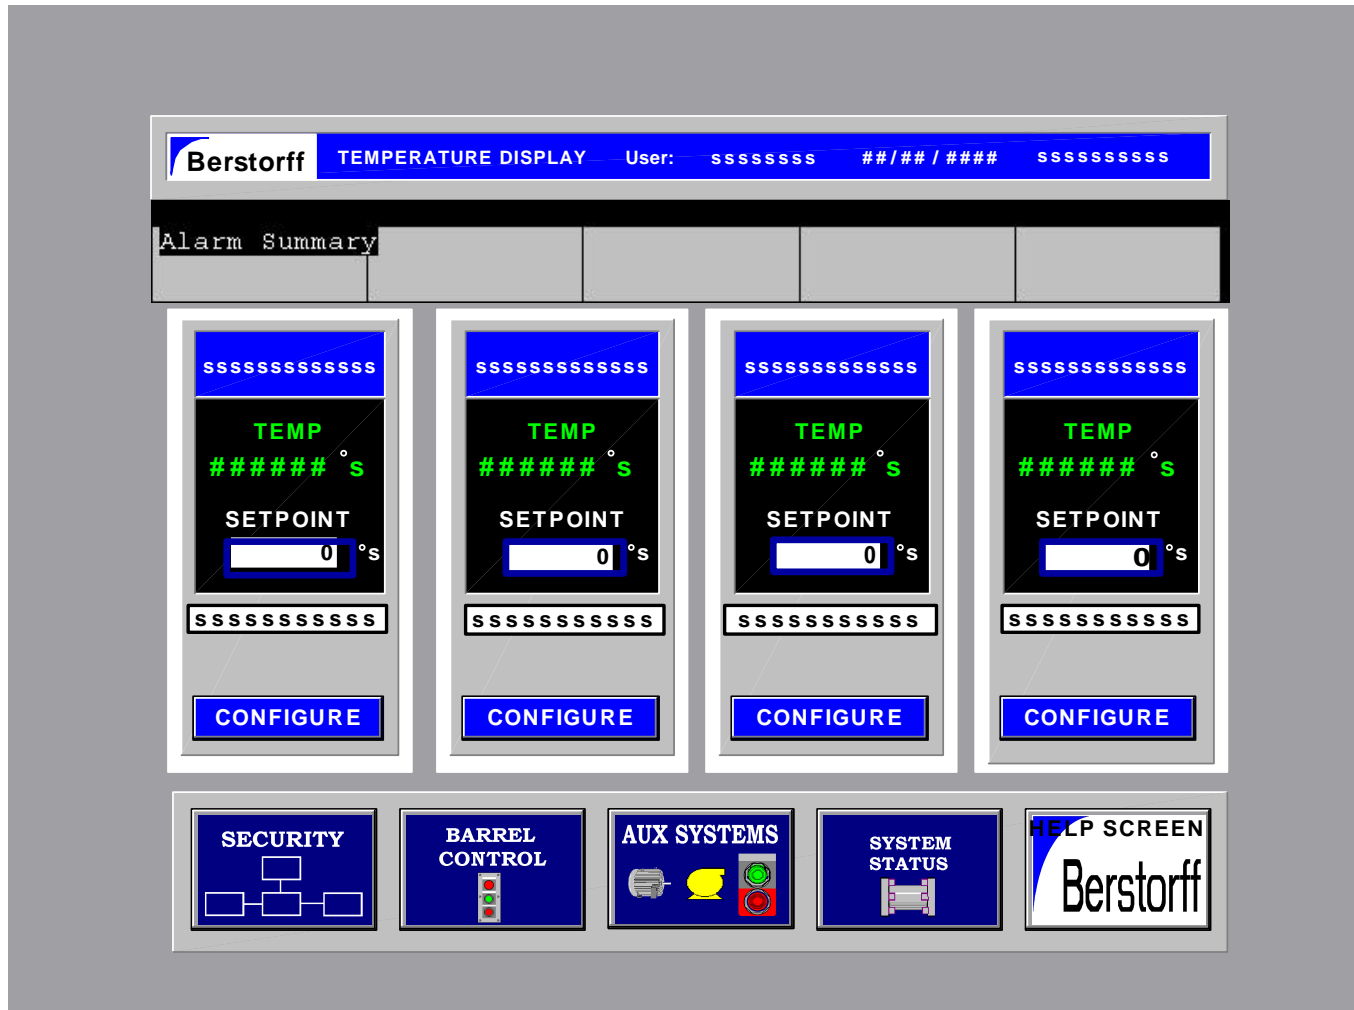 Berstorff TEMPERATURE DISPLAY User: ssssssss ##/## / #### ssssssssss
Alarm Summary
sssssssssssss sssssssssssss sssssssssssss sssssssssssss
TEMP TEMP TEMP TEMP
###### °s ###### °s ###### °s ###### °s
SETPOINT SETPOINT SETPOINT SETPOINT
0 °s 0 °s 0 °s 0 °s
sssssssssss sssssssssss sssssssssss sssssssssss
CONFIGURE CONFIGURE CONFIGURE CONFIGURE
SECURITY
BARREL
CONTROL
AUX SYSTEMS
SYSTEM
STATUS
HELP SCREEN
Berstorff